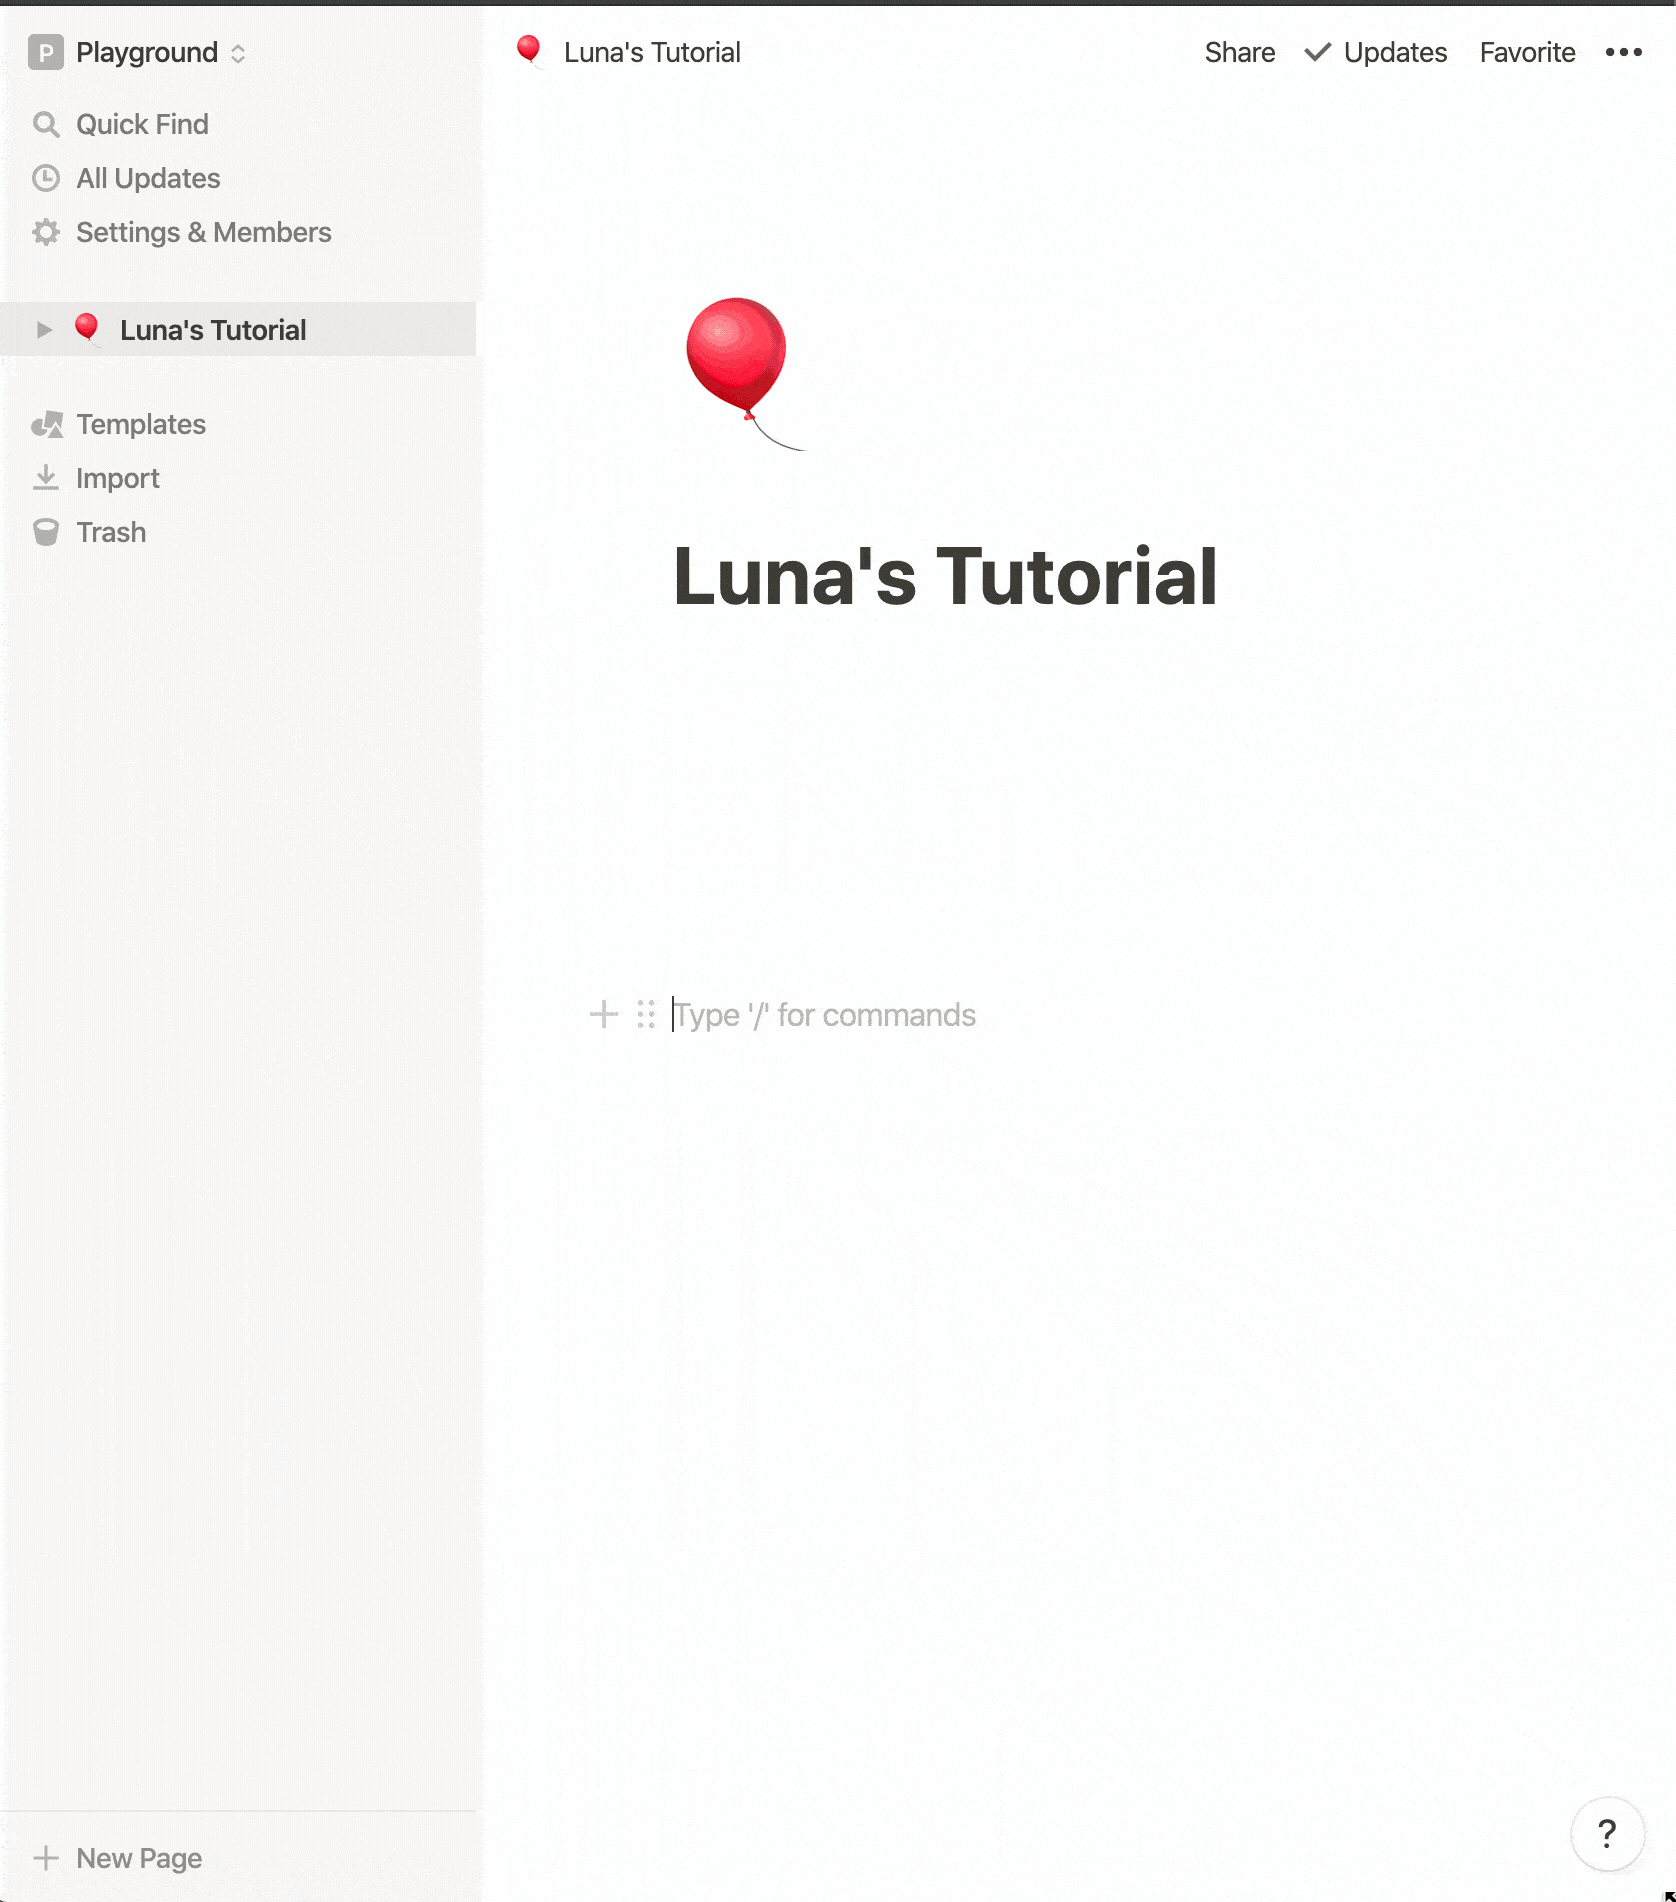 P Playground
Quick Find
All Updates
Settings & Members
Luna's Tutorial
Templates
Import
Trash
New Page
Luna's Tutorial
Share
Updates
Favorite
•••
Luna's Tutorial
Type '/' for commands
?